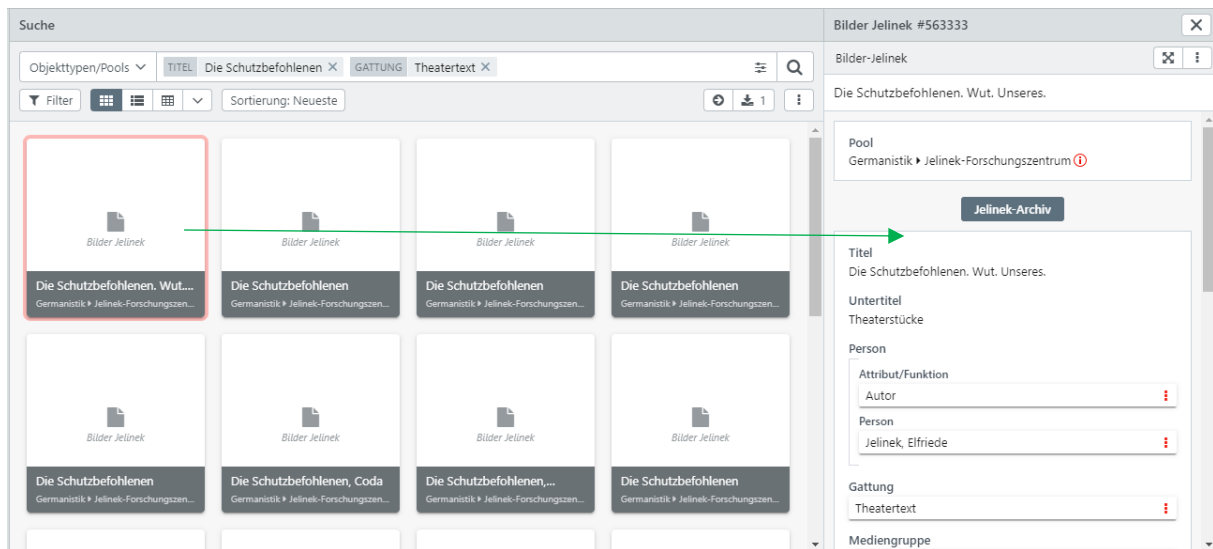 Suche
Objekttypen/Pools TITEL Die Schutzbefohlenen × GATTUNG Theatertext ×
Filter Sortierung: Neueste 1
Bilder Jelinek
Die Schutzbefohlenen. Wut....
Germanistik ▸ Jelinek-Forschungszen...
Bilder Jelinek
Die Schutzbefohlenen
Germanistik ▸ Jelinek-Forschungszen...
Bilder Jelinek
Die Schutzbefohlenen
Germanistik ▸ Jelinek-Forschungszen...
Bilder Jelinek
Die Schutzbefohlenen
Germanistik ▸ Jelinek-Forschungszen...
Bilder Jelinek
Die Schutzbefohlenen
Germanistik ▸ Jelinek-Forschungszen...
Bilder Jelinek
Die Schutzbefohlenen, Coda
Germanistik ▸ Jelinek-Forschungszen...
Bilder Jelinek
Die Schutzbefohlenen,...
Germanistik ▸ Jelinek-Forschungszen...
Bilder Jelinek
Die Schutzbefohlenen
Germanistik ▸ Jelinek-Forschungszen...
Bilder Jelinek #563333
Bilder-Jelinek
Die Schutzbefohlenen. Wut. Unseres.
Pool
Germanistik ▸ Jelinek-Forschungszentrum
Jelinek-Archiv
Titel
Die Schutzbefohlenen. Wut. Unseres.
Untertitel
Theaterstücke
Person
Attribut/Funktion
Autor
Person
Jelinek, Elfriede
Gattung
Theatertext
Mediengruppe